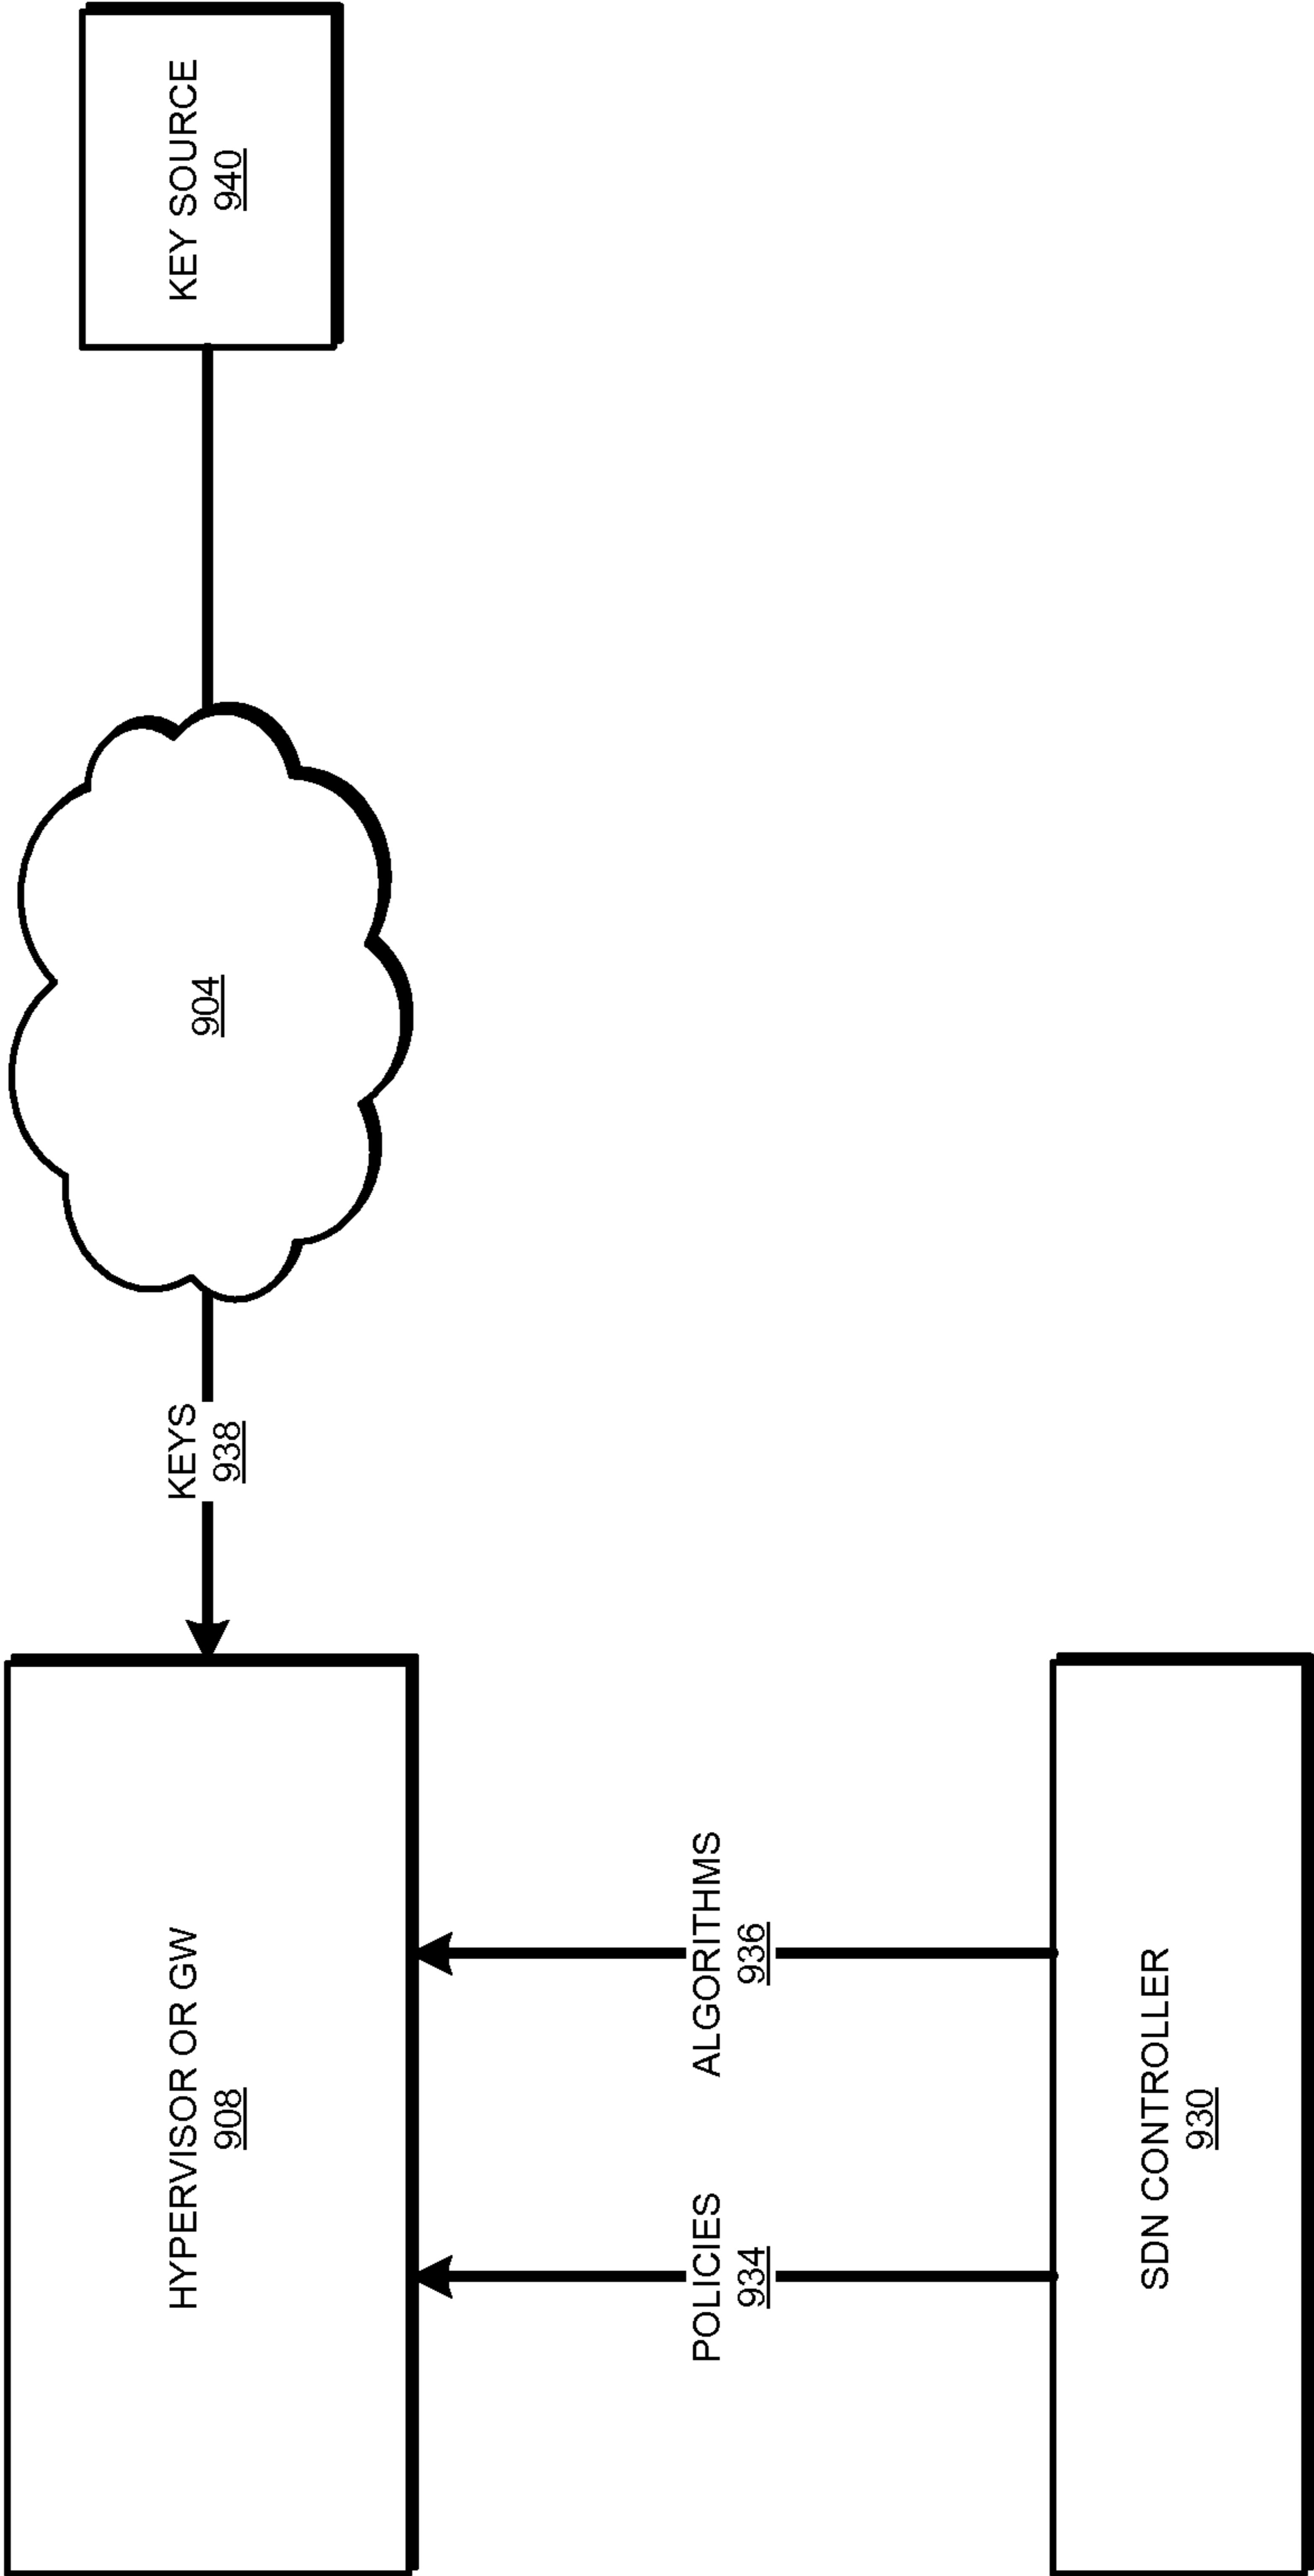 HYPERVISOR OR GW
908
KEYS
938
904
KEY SOURCE
940
POLICIES
934
ALGORITHMS
936
SDN CONTROLLER
930